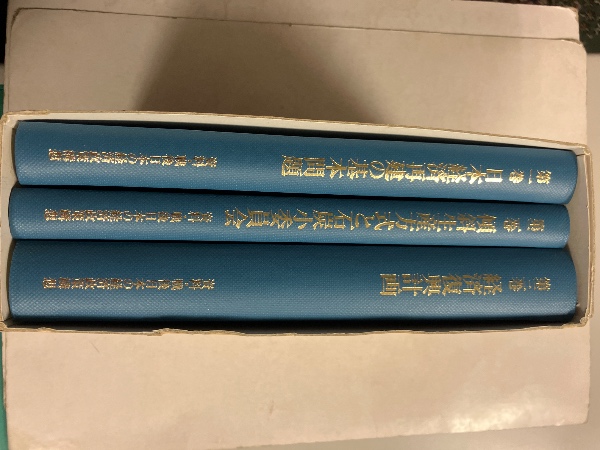 第一巻 日本経済再建の基本問題
資料・戦後日本の経済政策構想
第二巻 傾斜生産方式と石炭小委員会
資料・戦後日本の経済政策構想
第三巻 経済復興計画
資料・戦後日本の経済政策構想